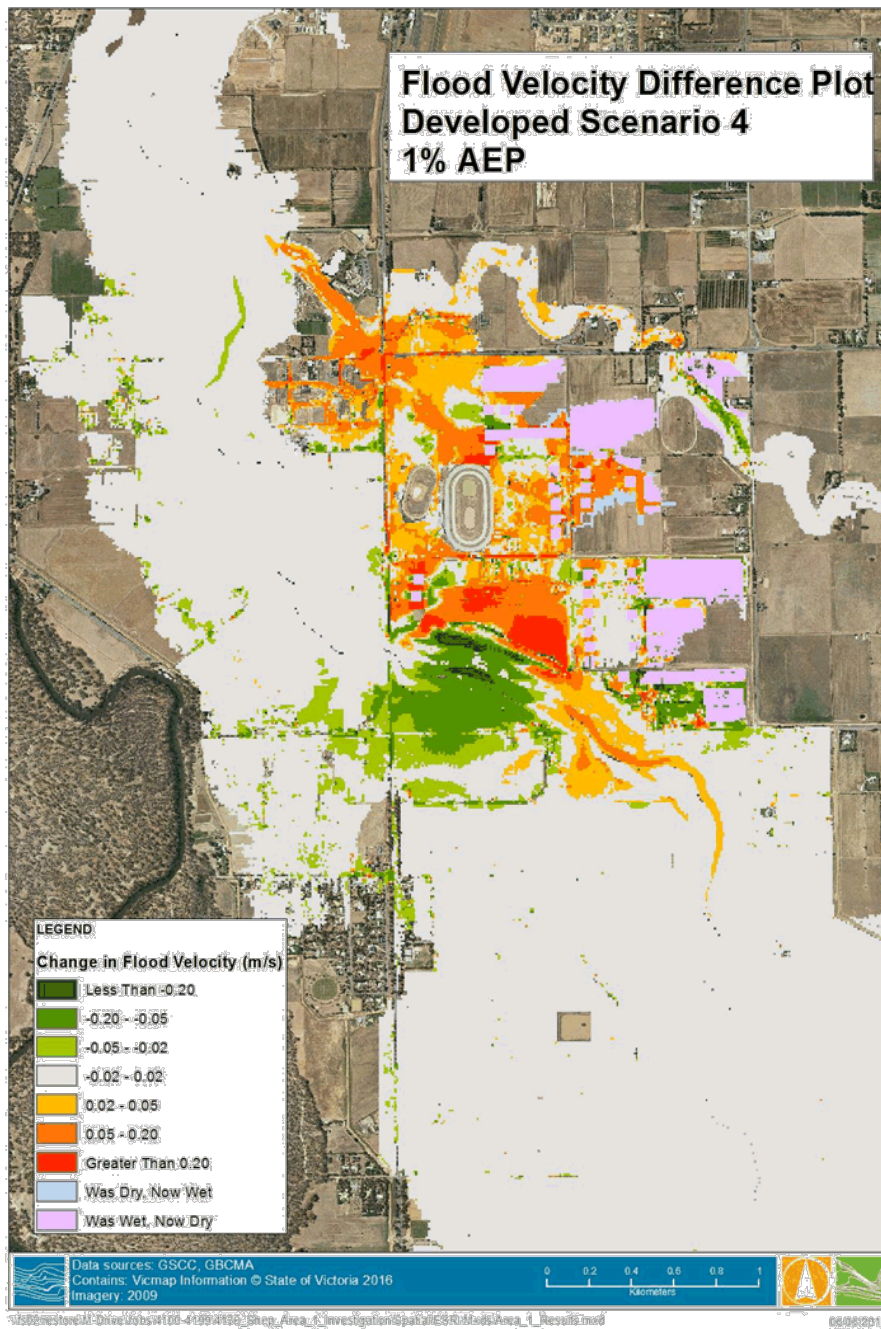 Flood Velocity Difference Plot
Developed Scenario 4
1% AEP
LEGEND
Change in Flood Velocity (m/s)
Less Than -0.20
-0.20 - -0.05
-0.05 - -0.02
-0.02 - 0.02
0.02 - 0.05
0.05 - 0.20
Greater Than 0.20
Was Dry, Now Wet
Was Wet, Now Dry
Data sources: GSCC, GBCMA
Contains: Vicmap Information © State of Victoria 2016
Imagery: 2009
0 0.2 0.4 0.6 0.8 1
Kilometers